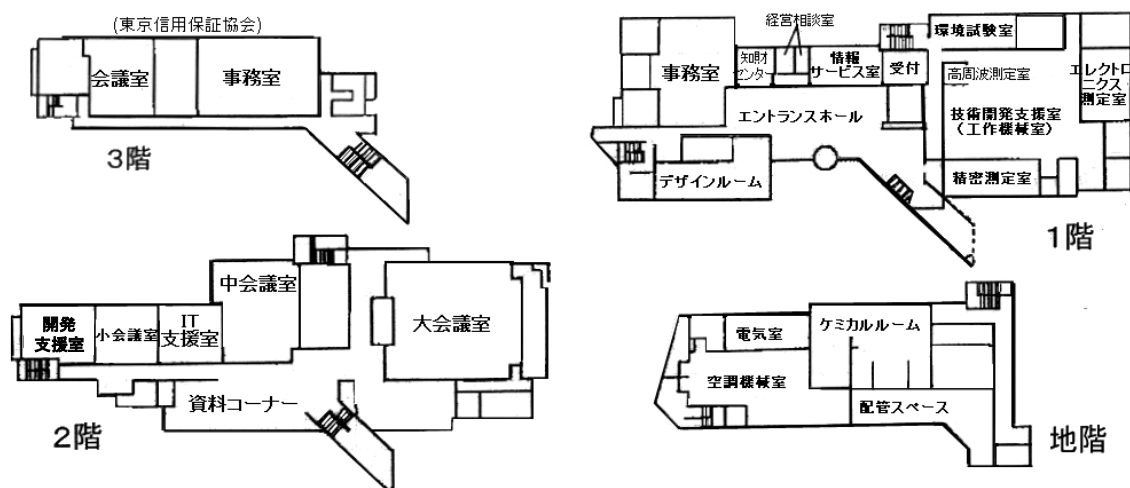 (東京信用保証協会)
会議室
事務室
3階
経営相談室
事務室
知財
センター
情報
サービス室
受付
環境試験室
高周波測定室
エレクトロ
ニクス
測定室
エントランスホール
技術開発支援室
(工作機械室)
デザインルーム
精密測定室
1階
中会議室
大会議室
開発
支援室
小会議室
IT
支援室
資料コーナー
2階
電気室
ケミカルルーム
空調機械室
配管スペース
地階